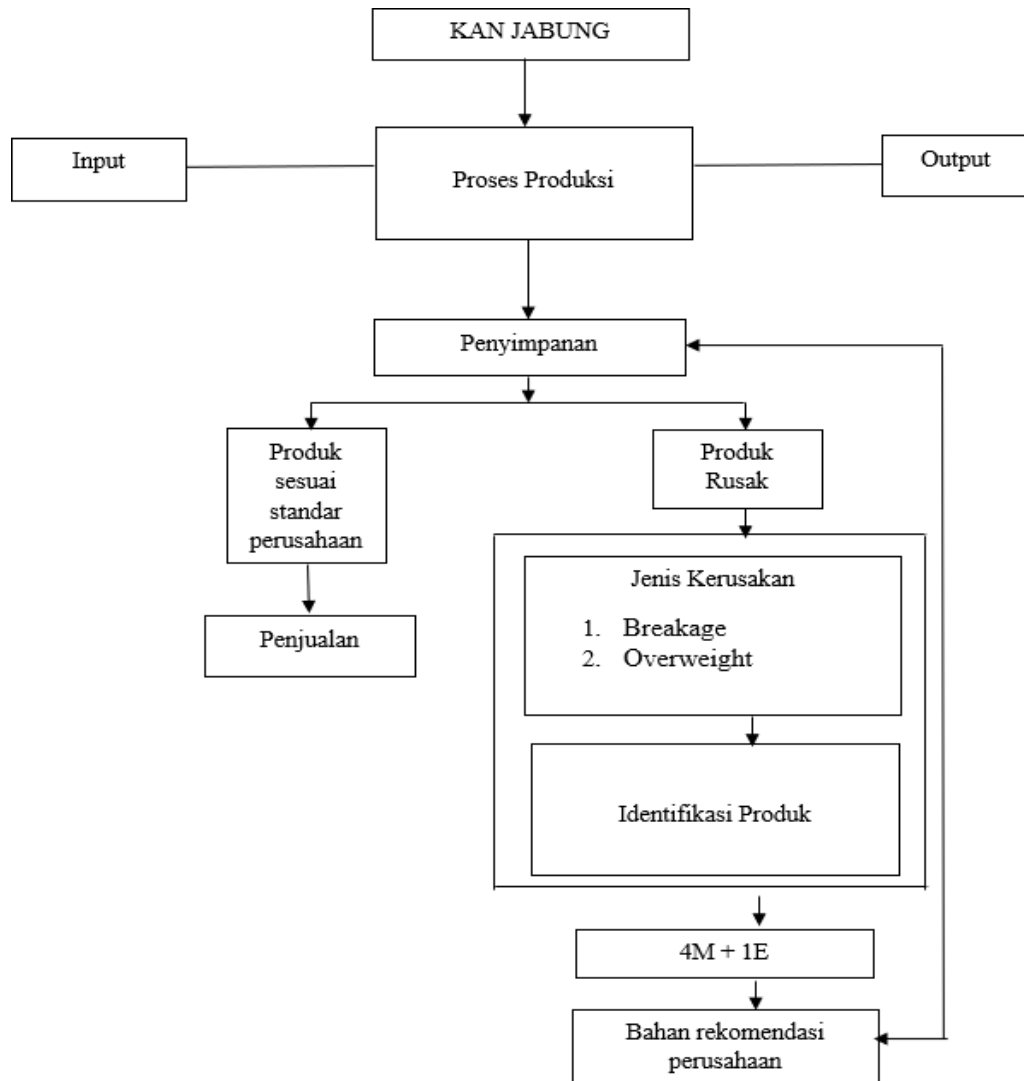 KAN JABUNG
Input
Proses Produksi
Output
Penyimpanan
Produk
sesuai
standar
perusahaan
Produk
Rusak
Penjualan
Jenis Kerusakan
1. Breakage
2. Overweight
Identifikasi Produk
4M + 1E
Bahan rekomendasi
perusahaan